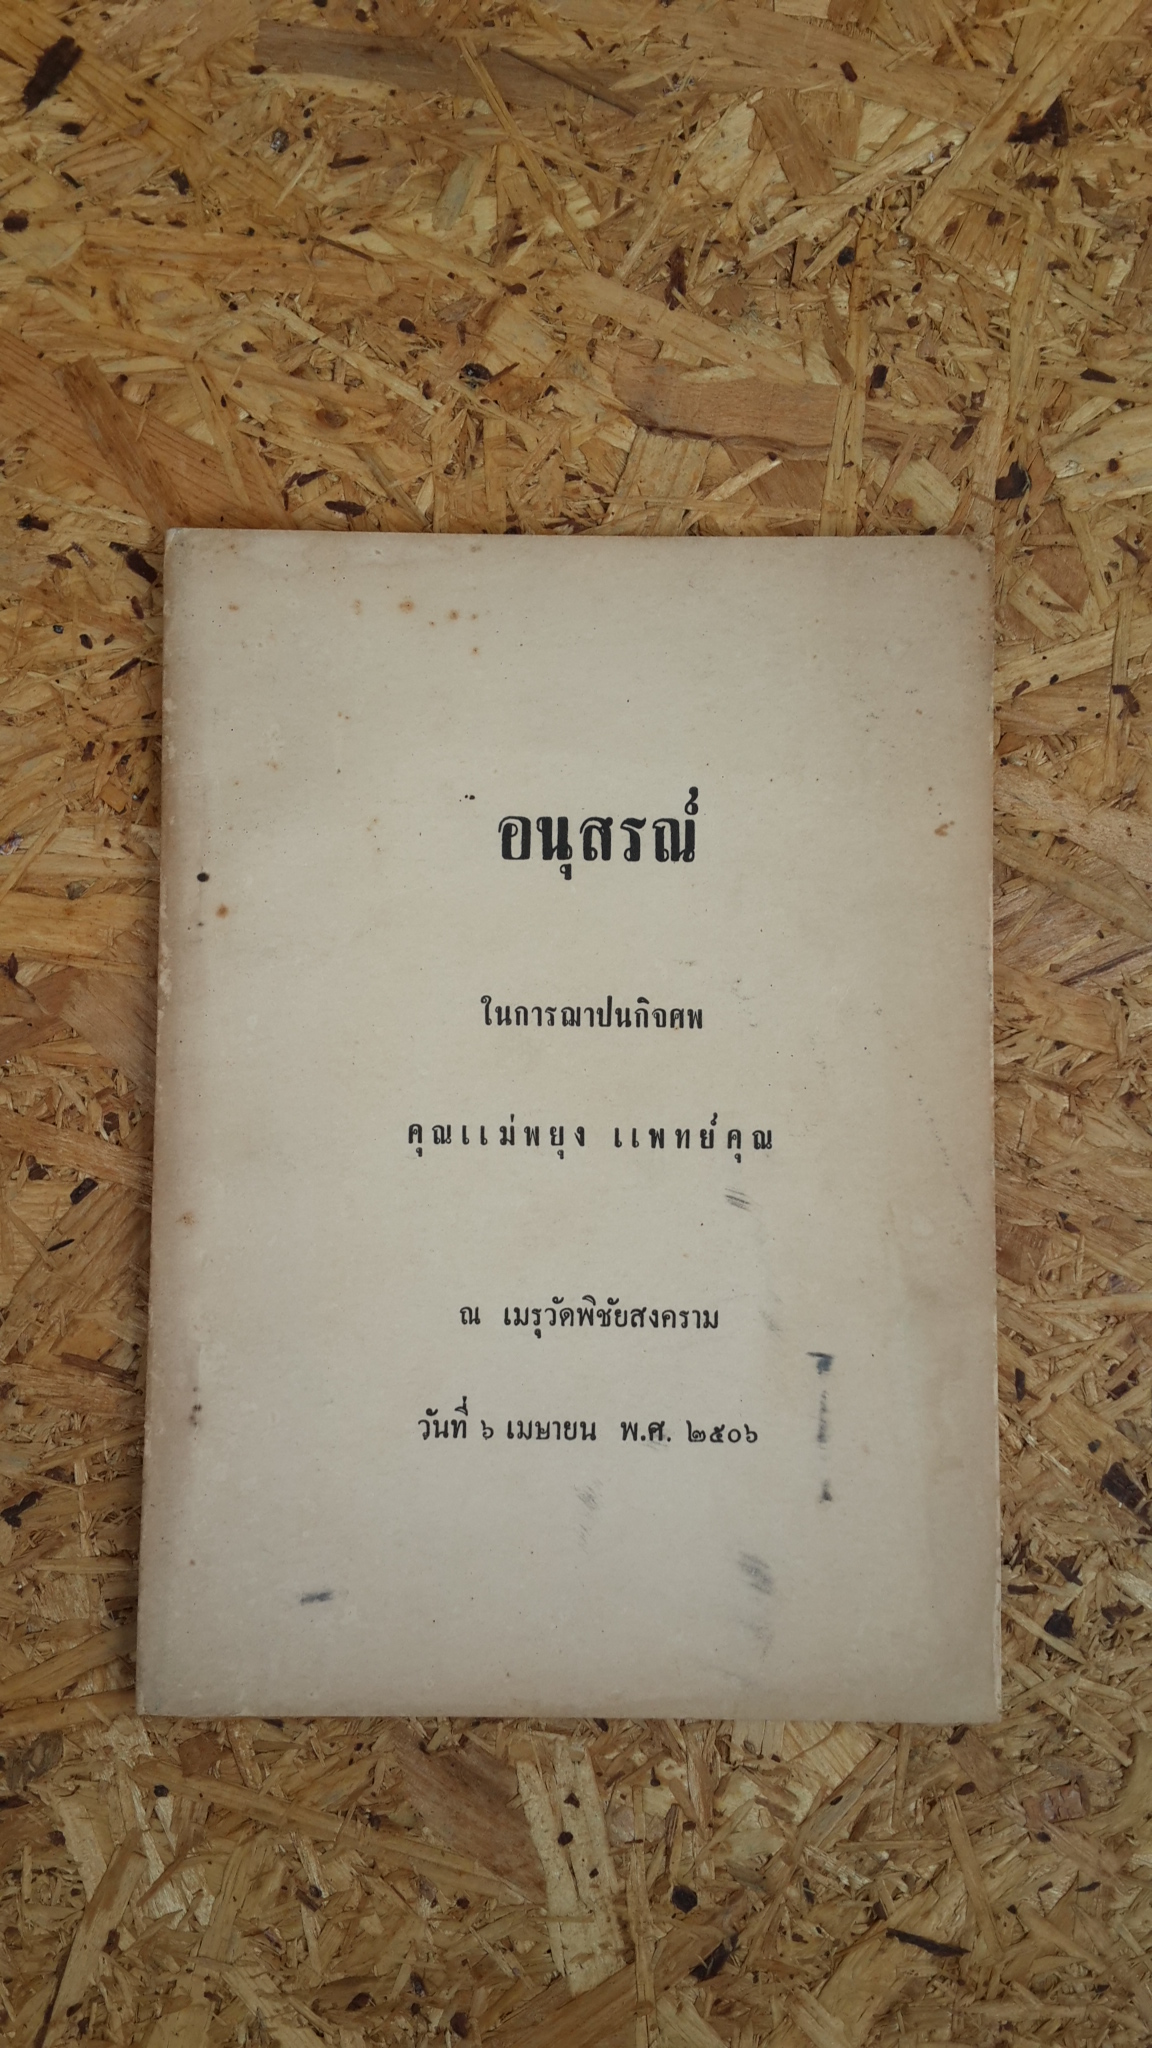 อนุสรณ์
ในการฌาปนกิจศพ
คุณแม่พยุง แพทย์คุณ
ณ เมรุวัดพิชัยสงคราม
วันที่ ๖ เมษายน พ.ศ. ๒๕๐๖